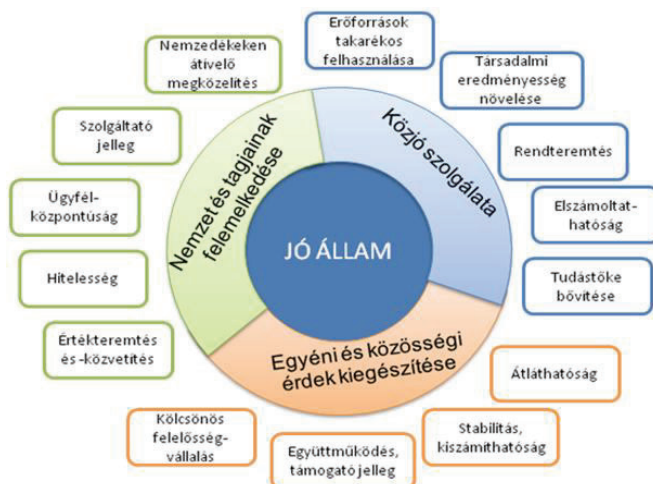 Erőforrások
takarékos
felhasználása
Nemzedékeken
átívelő
megközelítés
Társadalmi
eredményesség
növelése
Szolgáltató
jelleg
Rendteremtés
Ügyfél-
központúság
Elszámoltat-
hatóság
Hitelesség
Tudástőke
bővítése
Értékteremtés
és -közvetítés
Átláthatóság
Kölcsönös
felelősség-
vállalás
Együttműködés,
támogató jelleg
Stabilitás,
kiszámíthatóság
Nemzet és tagjainak
felemelkedése
Közjó szolgálata
JÓ ÁLLAM
Egyéni és közösségi
érdek kiegészítése